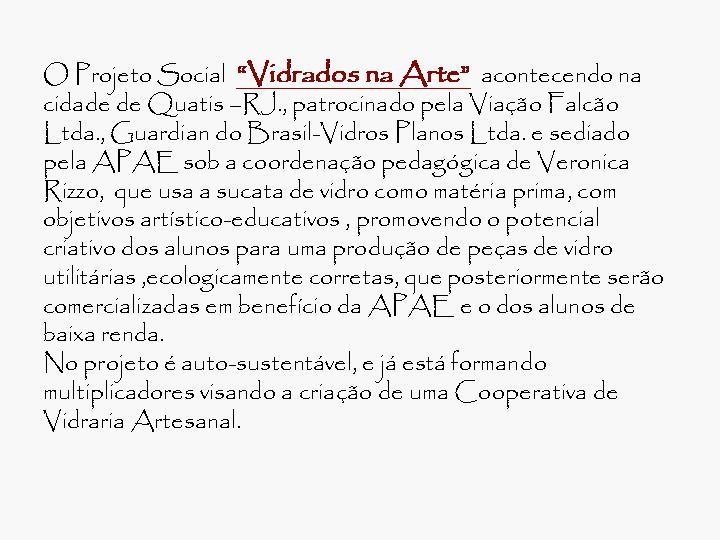 O Projeto Social “Vidrados na Arte” acontecendo na
cidade de Quatis –RJ., patrocinado pela Viação Falcão
Ltda., Guardian do Brasil-Vidros Planos Ltda. e sediado
pela APAE sob a coordenação pedagógica de Veronica
Rizzo, que usa a sucata de vidro como matéria prima, com
objetivos artístico-educativos , promovendo o potencial
criativo dos alunos para uma produção de peças de vidro
utilitárias ,ecologicamente corretas, que posteriormente serão
comercializadas em benefício da APAE e o dos alunos de
baixa renda.
No projeto é auto-sustentável, e já está formando
multiplicadores visando a criação de uma Cooperativa de
Vidraria Artesanal.